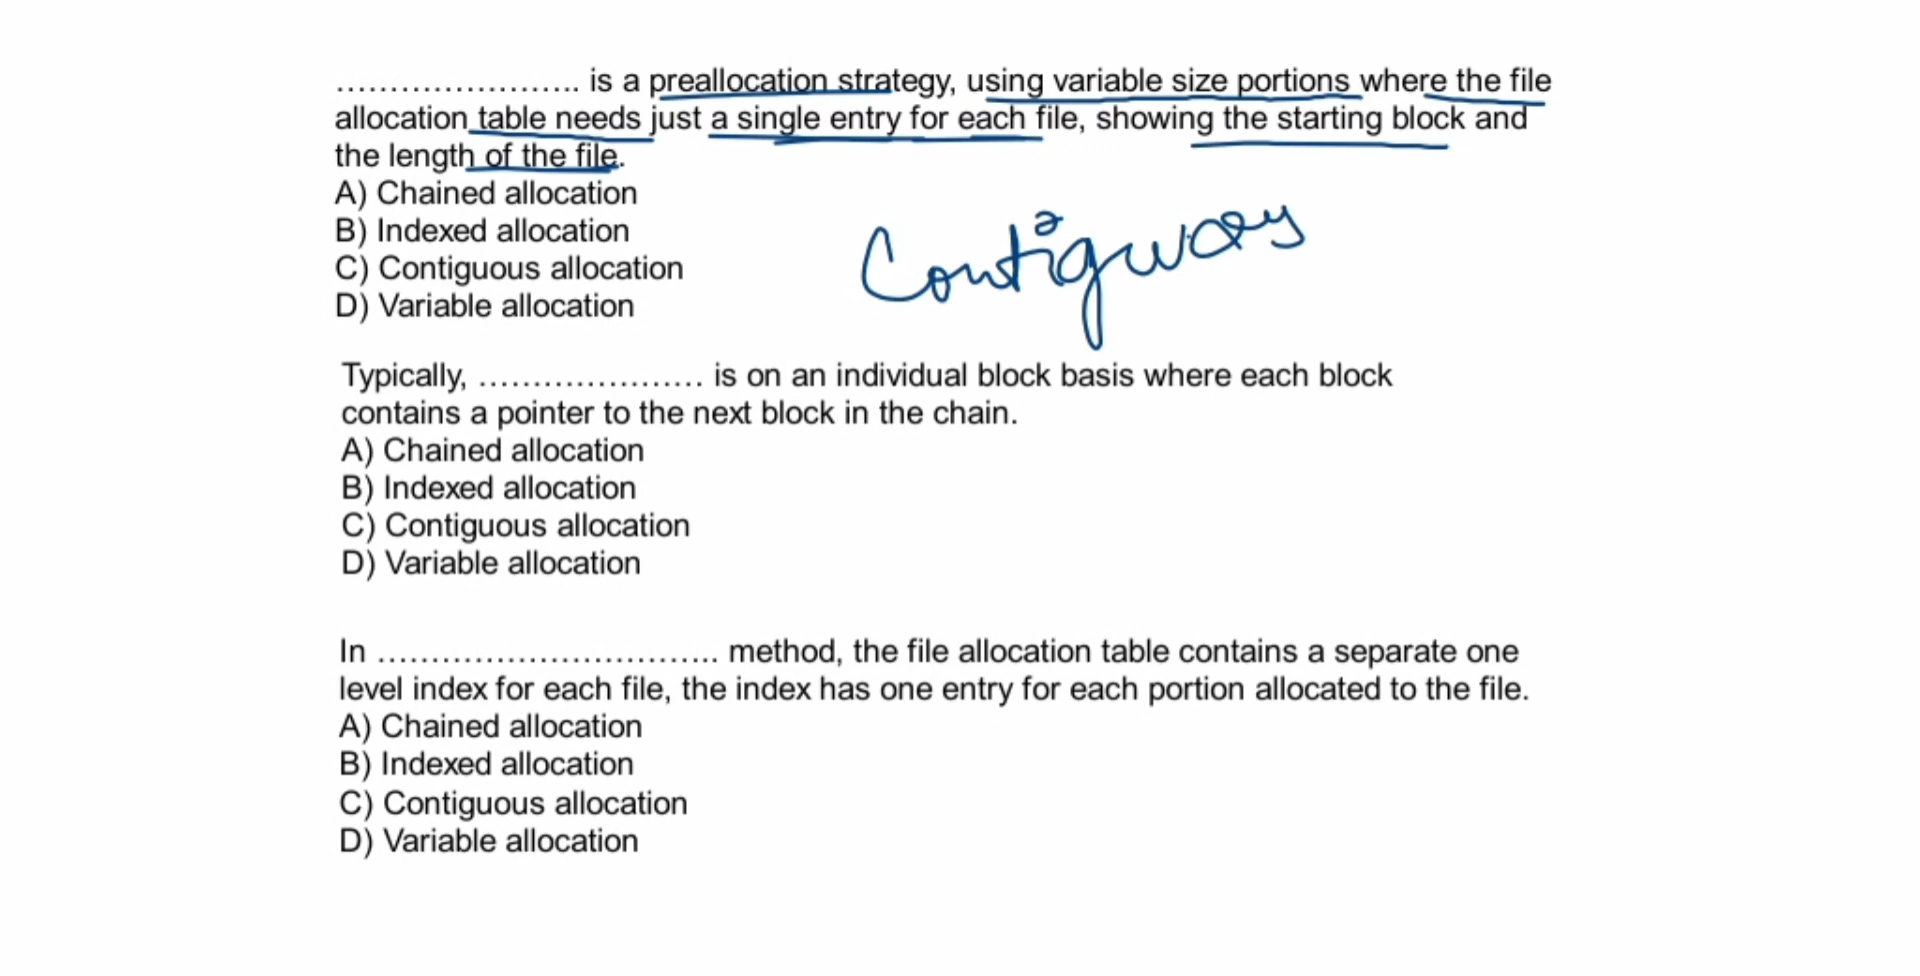 ....................... is a preallocation strategy, using variable size portions where the file
allocation table needs just a single entry for each file, showing the starting block and
the length of the file.
A) Chained allocation
B) Indexed allocation
C) Contiguous allocation
D) Variable allocation
Contiguous
Typically, ..................... is on an individual block basis where each block
contains a pointer to the next block in the chain.
A) Chained allocation
B) Indexed allocation
C) Contiguous allocation
D) Variable allocation
In ................................ method, the file allocation table contains a separate one
level index for each file, the index has one entry for each portion allocated to the file.
A) Chained allocation
B) Indexed allocation
C) Contiguous allocation
D) Variable allocation